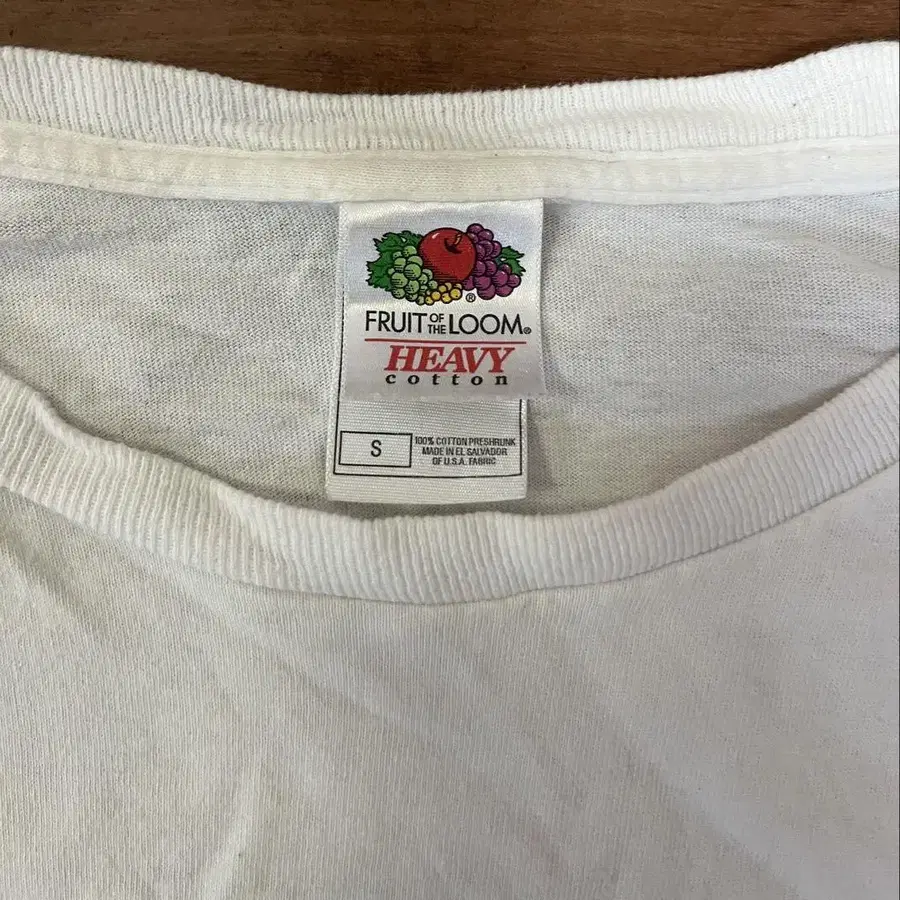 ®
FRUIT OF THE LOOM®
HEAVY
cotton
S
100% COTTON PRESHRUNK
MADE IN EL SALVADOR
OF U.S.A. FABRIC